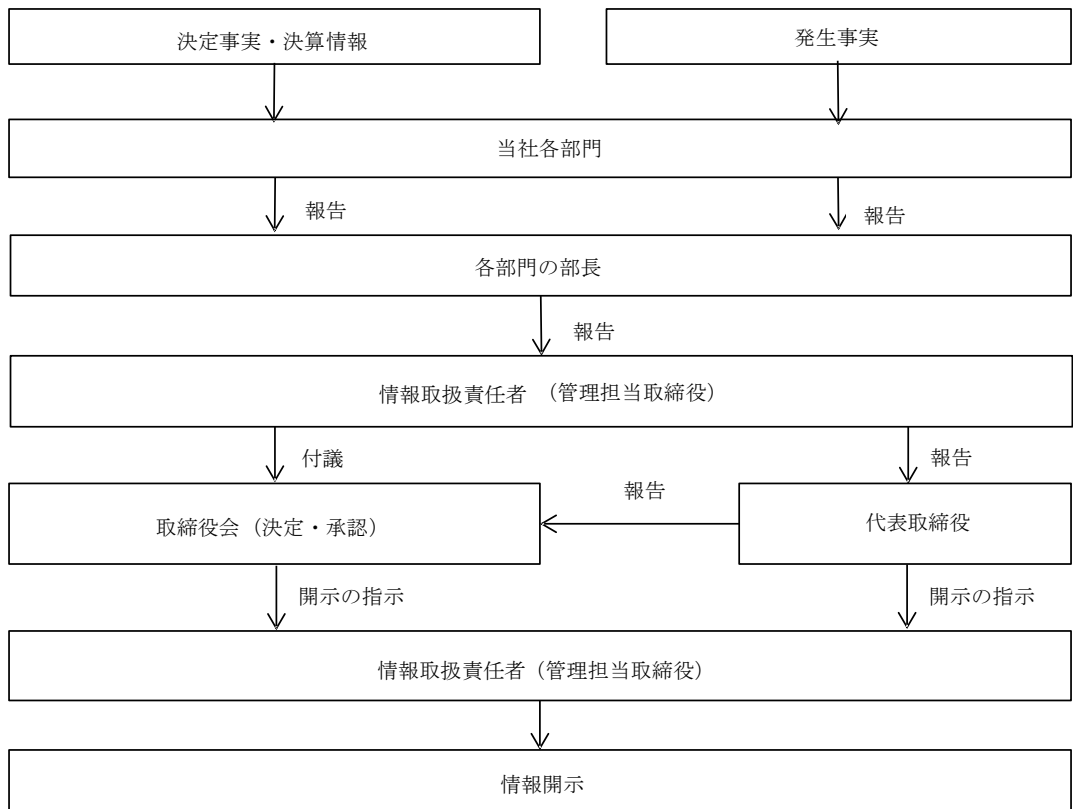 決定事実・決算情報
発生事実
当社各部門
報告
報告
各部門の部長
報告
情報取扱責任者 （管理担当取締役）
付議
報告
報告
取締役会（決定・承認）
代表取締役
開示の指示
開示の指示
情報取扱責任者（管理担当取締役）
情報開示